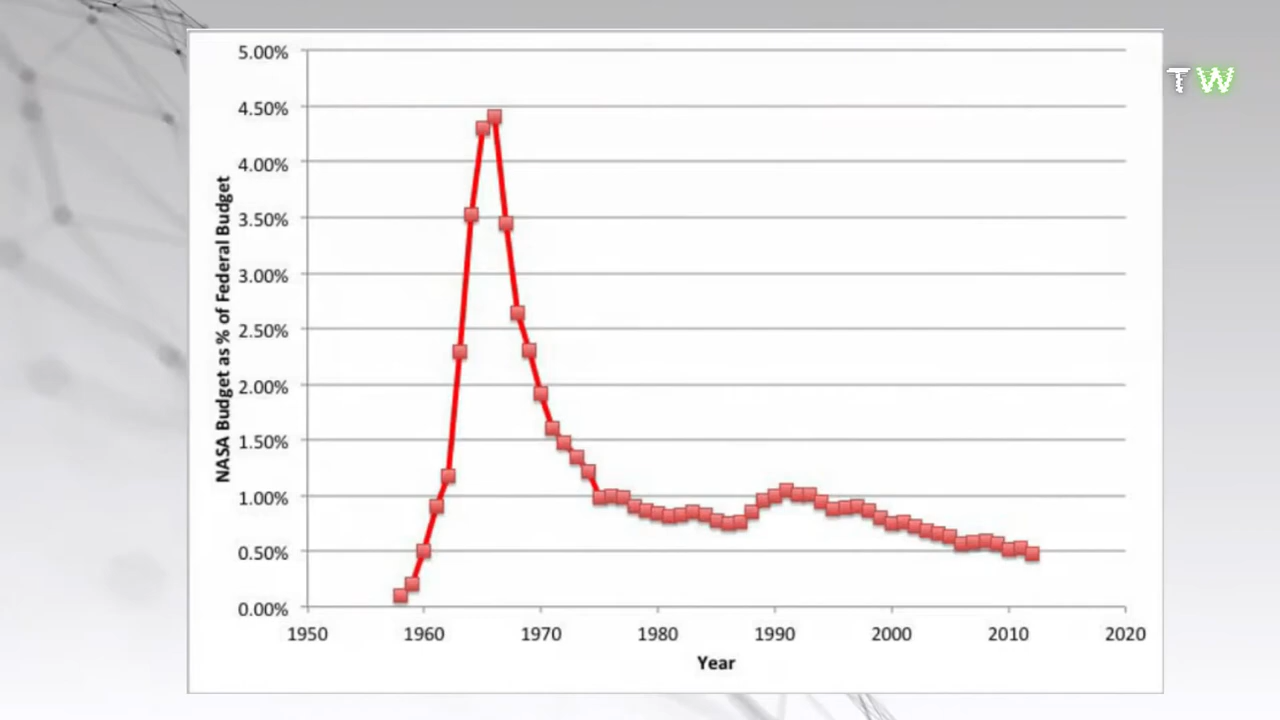 5.00%
4.50%
4.00%
3.50%
3.00%
2.50%
2.00%
1.50%
1.00%
0.50%
0.00%
NASA Budget as % of Federal Budget
1950 1960 1970 1980 1990 2000 2010 2020
Year
TW